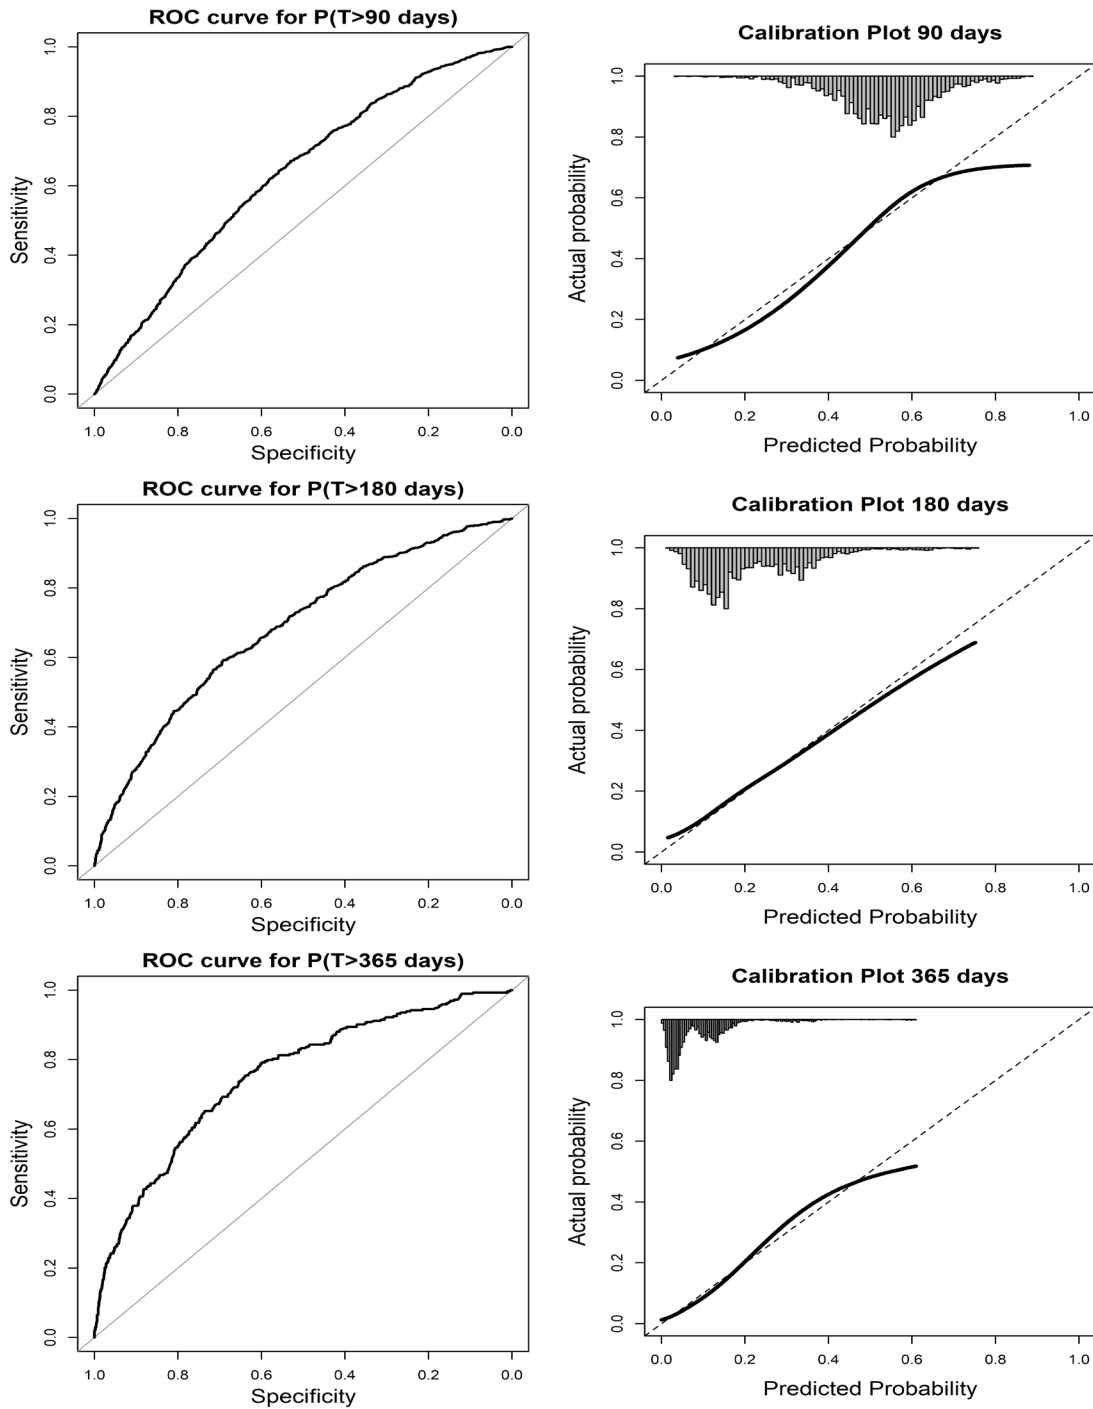 ROC curve for P(T>90 days)
Sensitivity
0.0 0.2 0.4 0.6 0.8 1.0
1.0 0.8 0.6 0.4 0.2 0.0
Specificity
Calibration Plot 90 days
Actual probability
0.0 0.2 0.4 0.6 0.8 1.0
0.0 0.2 0.4 0.6 0.8 1.0
Predicted Probability
ROC curve for P(T>180 days)
Sensitivity
0.0 0.2 0.4 0.6 0.8 1.0
1.0 0.8 0.6 0.4 0.2 0.0
Specificity
Calibration Plot 180 days
Actual probability
0.0 0.2 0.4 0.6 0.8 1.0
0.0 0.2 0.4 0.6 0.8 1.0
Predicted Probability
ROC curve for P(T>365 days)
Sensitivity
0.0 0.2 0.4 0.6 0.8 1.0
1.0 0.8 0.6 0.4 0.2 0.0
Specificity
Calibration Plot 365 days
Actual probability
0.0 0.2 0.4 0.6 0.8 1.0
0.0 0.2 0.4 0.6 0.8 1.0
Predicted Probability